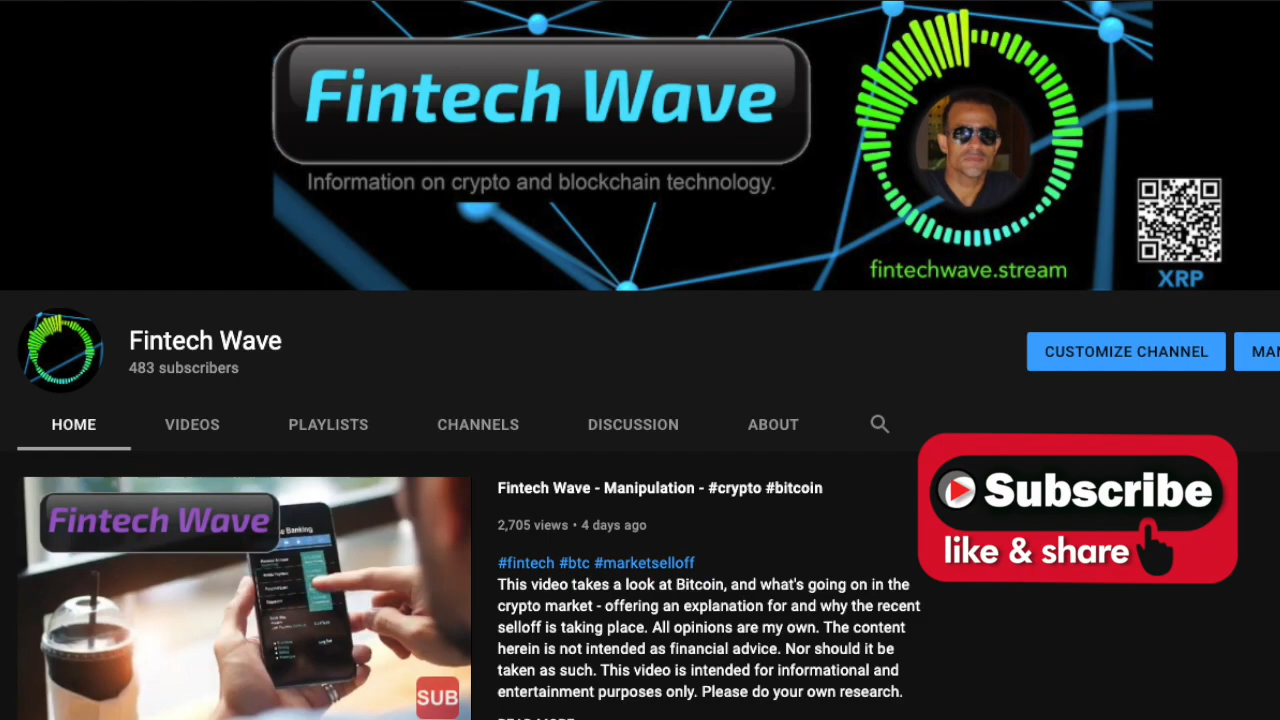 Fintech Wave
Information on crypto and blockchain technology.
fintechwave.stream
XRP
Fintech Wave
483 subscribers
CUSTOMIZE CHANNEL
HOME VIDEOS PLAYLISTS CHANNELS DISCUSSION ABOUT
Fintech Wave
Banking
SUB
Fintech Wave - Manipulation - #crypto #bitcoin
2,705 views • 4 days ago
#fintech #btc #marketselloff
This video takes a look at Bitcoin, and what's going on in the
crypto market - offering an explanation for and why the recent
selloff is taking place. All opinions are my own. The content
herein is not intended as financial advice. Nor should it be
taken as such. This video is intended for informational and
entertainment purposes only. Please do your own research.
Subscribe
like & share